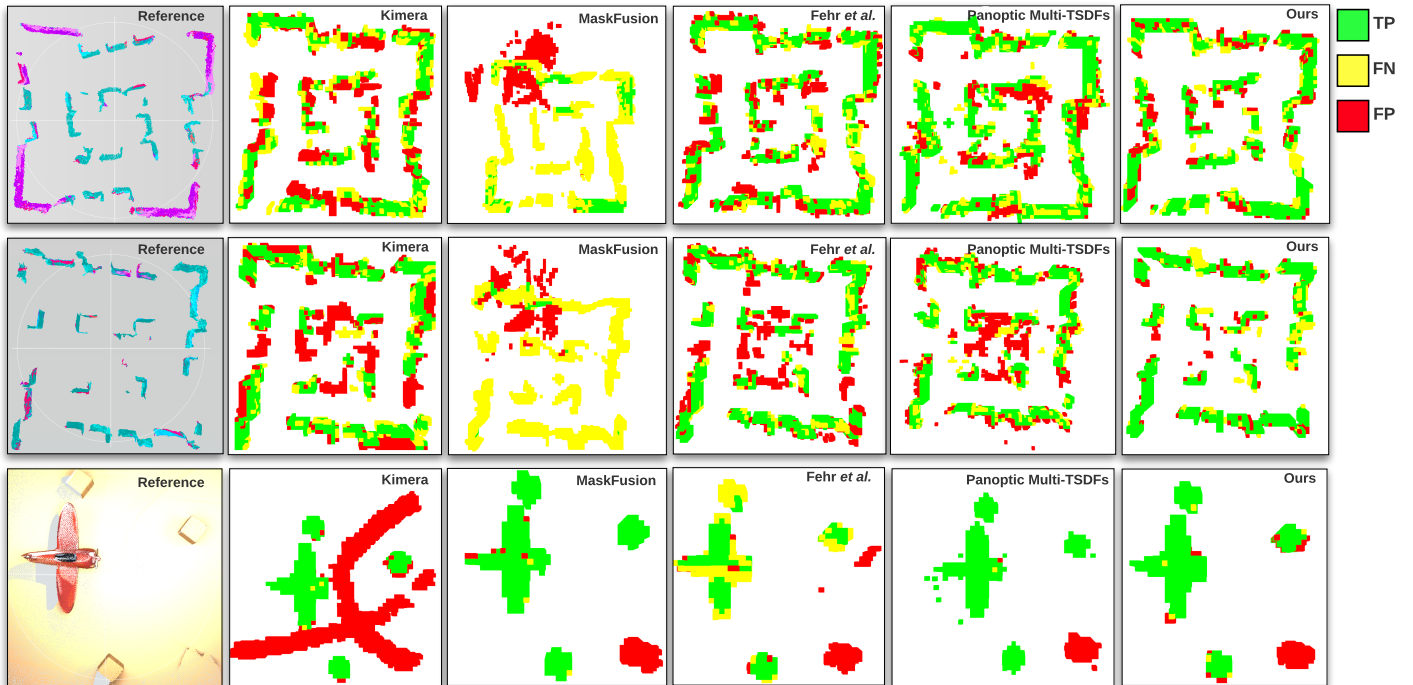 Reference
Kimera
MaskFusion
Fehr et al.
Panoptic Multi-TSDFs
Ours
TP
FN
FP
Reference
Kimera
MaskFusion
Fehr et al.
Panoptic Multi-TSDFs
Ours
Reference
Kimera
MaskFusion
Fehr et al.
Panoptic Multi-TSDFs
Ours